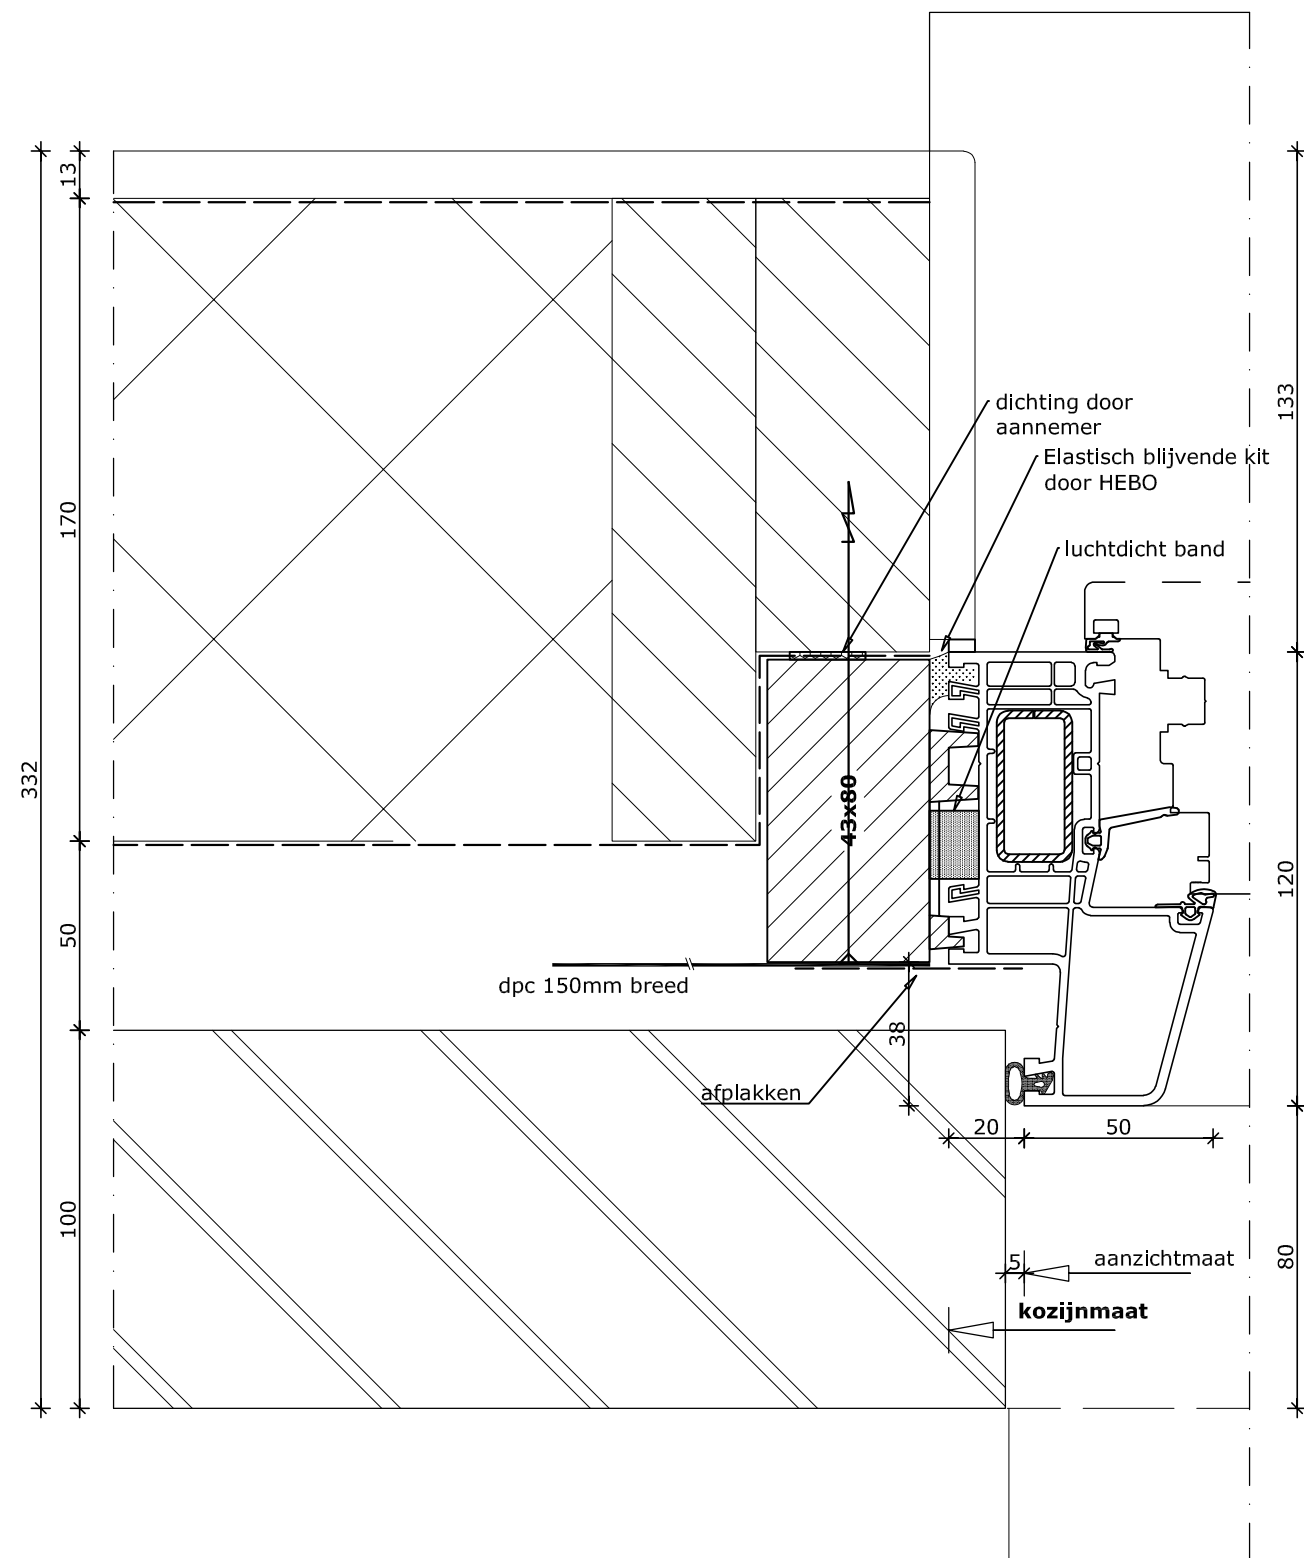 13
170
332
50
100
133
120
80
dichting door
aannemer
Elastisch blijvende kit
door HEBO
luchtdicht band
43x80
dpc 150mm breed
38
afplakken
20
50
5
aanzichtmaat
kozijnmaat